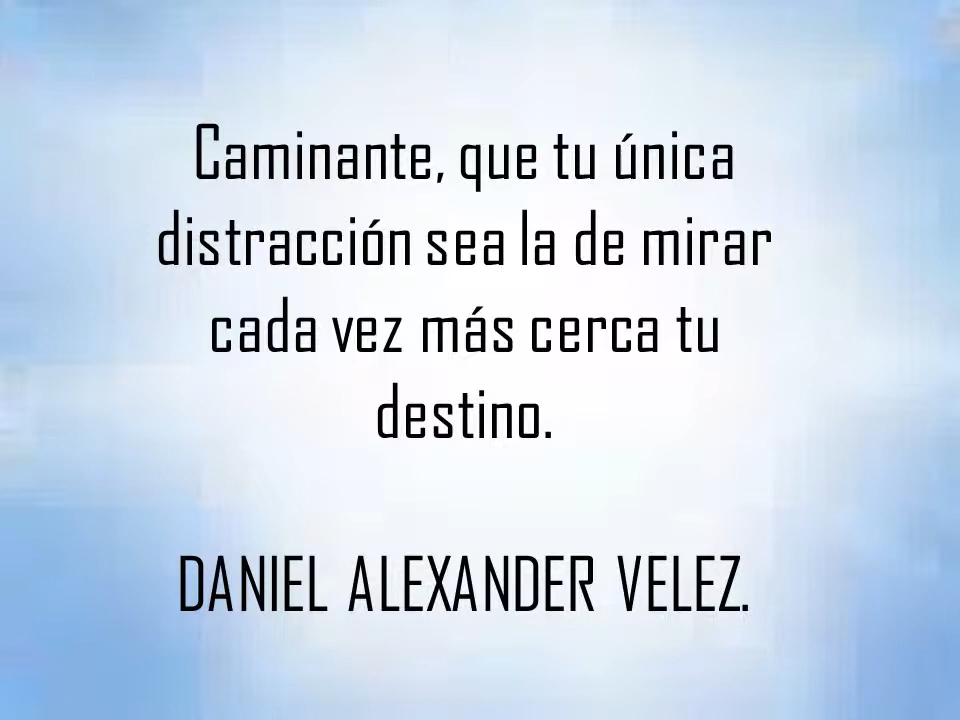 Caminante, que tu única
distracción sea la de mirar
cada vez más cerca tu
destino.
DANIEL ALEXANDER VELEZ.